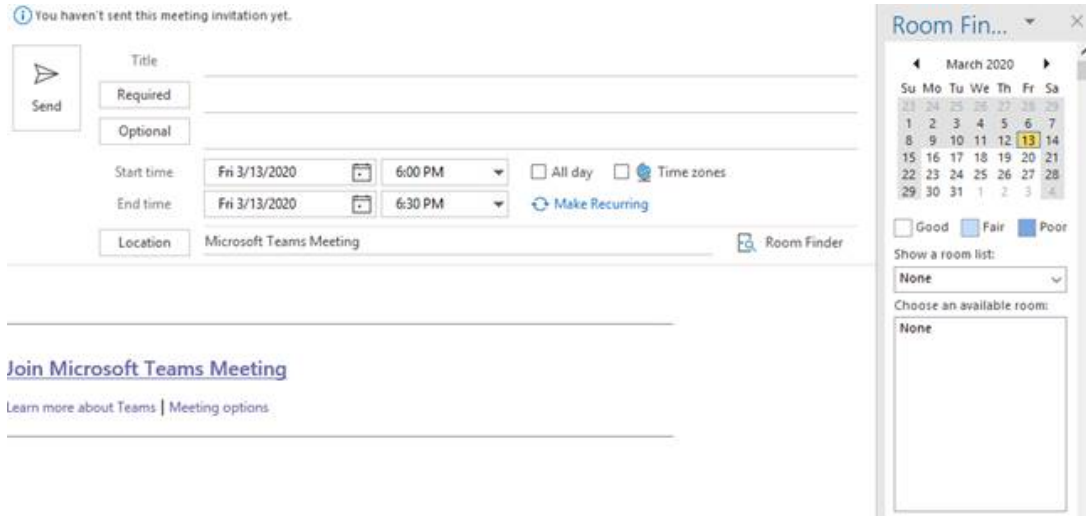 You haven't sent this meeting invitation yet.
Send
Title
Required
Optional
Start time Fri 3/13/2020 6:00 PM All day Time zones
End time Fri 3/13/2020 6:30 PM Make Recurring
Location Microsoft Teams Meeting Room Finder
Join Microsoft Teams Meeting
Learn more about Teams | Meeting options
Room Fin...
March 2020
Su Mo Tu We Th Fr Sa
23 24 25 26 27 28 29
1 2 3 4 5 6 7
8 9 10 11 12 13 14
15 16 17 18 19 20 21
22 23 24 25 26 27 28
29 30 31 1 2 3 4
Good Fair Poor
Show a room list:
None
Choose an available room:
None